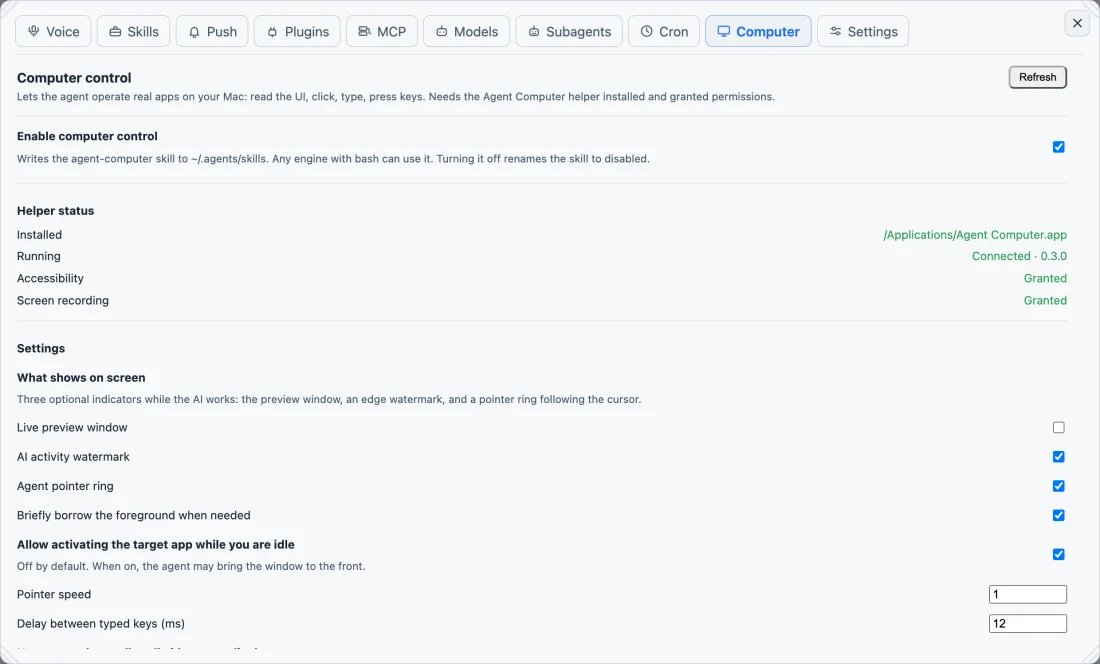 Voice
Skills
Push
Plugins
MCP
Models
Subagents
Cron
Computer
Settings
Computer control
Refresh
Lets the agent operate real apps on your Mac: read the UI, click, type, press keys. Needs the Agent Computer helper installed and granted permissions.
Enable computer control
Writes the agent-computer skill to ~/.agents/skills. Any engine with bash can use it. Turning it off renames the skill to disabled.
Helper status
Installed /Applications/Agent Computer.app
Running Connected · 0.3.0
Accessibility Granted
Screen recording Granted
Settings
What shows on screen
Three optional indicators while the AI works: the preview window, an edge watermark, and a pointer ring following the cursor.
Live preview window
AI activity watermark
Agent pointer ring
Briefly borrow the foreground when needed
Allow activating the target app while you are idle
Off by default. When on, the agent may bring the window to the front.
Pointer speed 1
Delay between typed keys (ms) 12